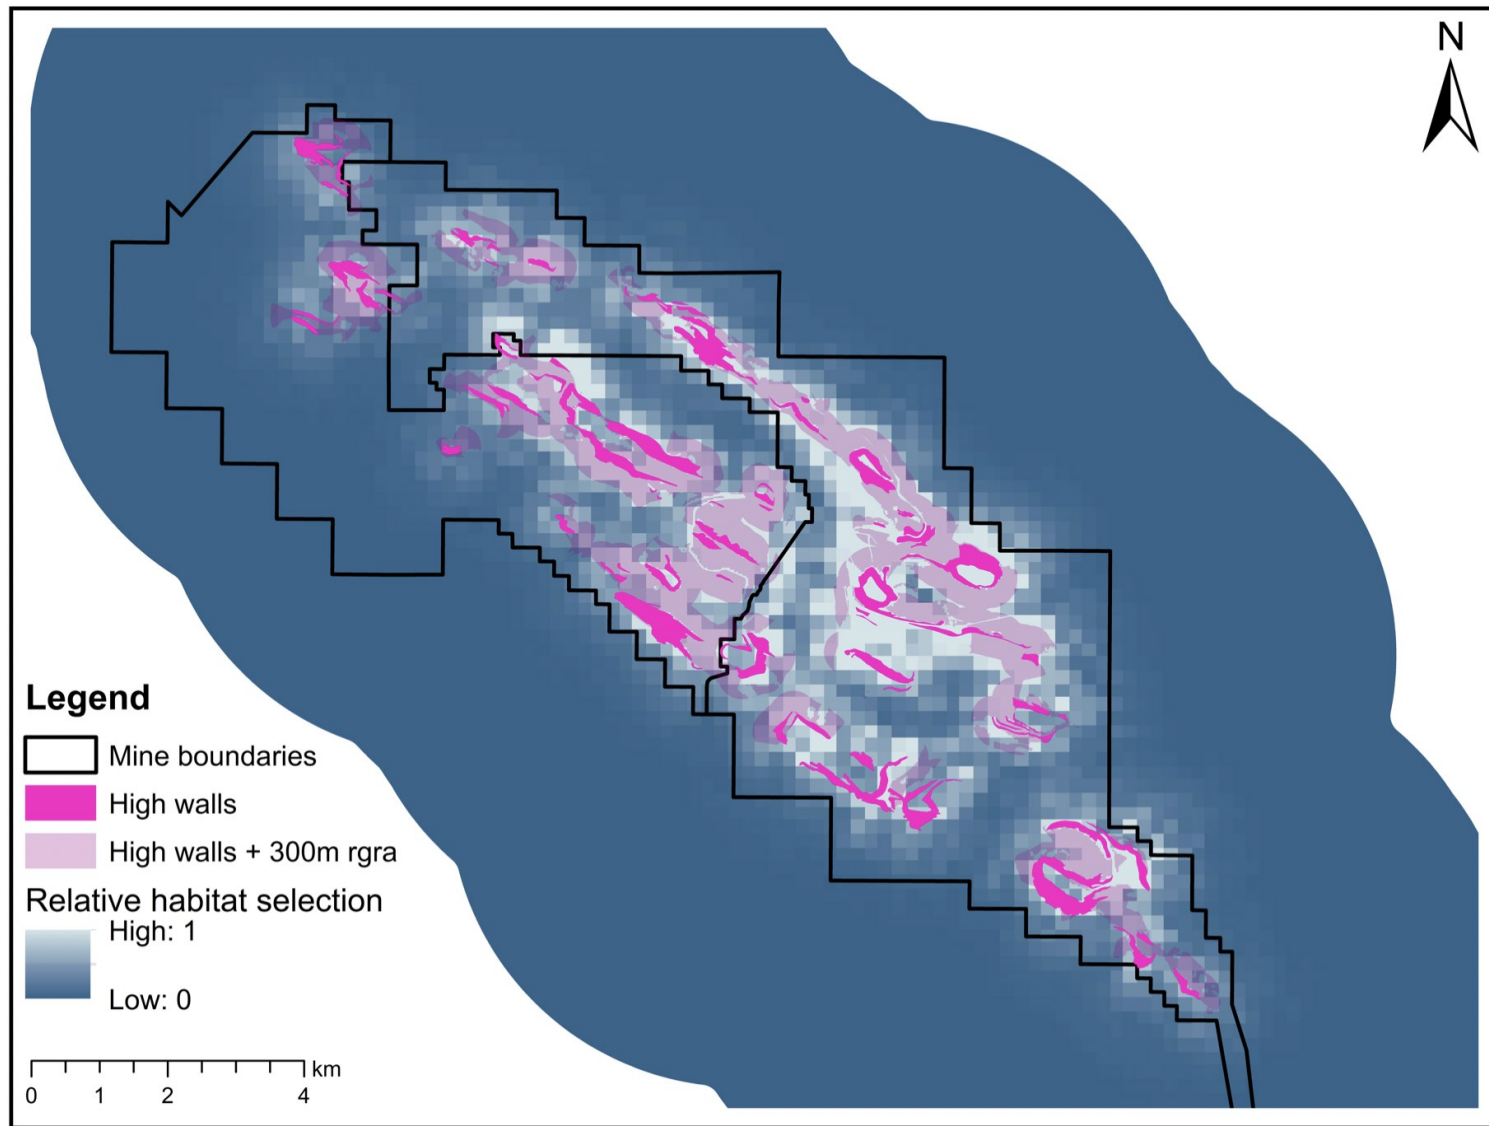 N
Legend
Mine boundaries
High walls
High walls + 300m rgra
Relative habitat selection
High: 1
Low: 0
km
0 1 2 4